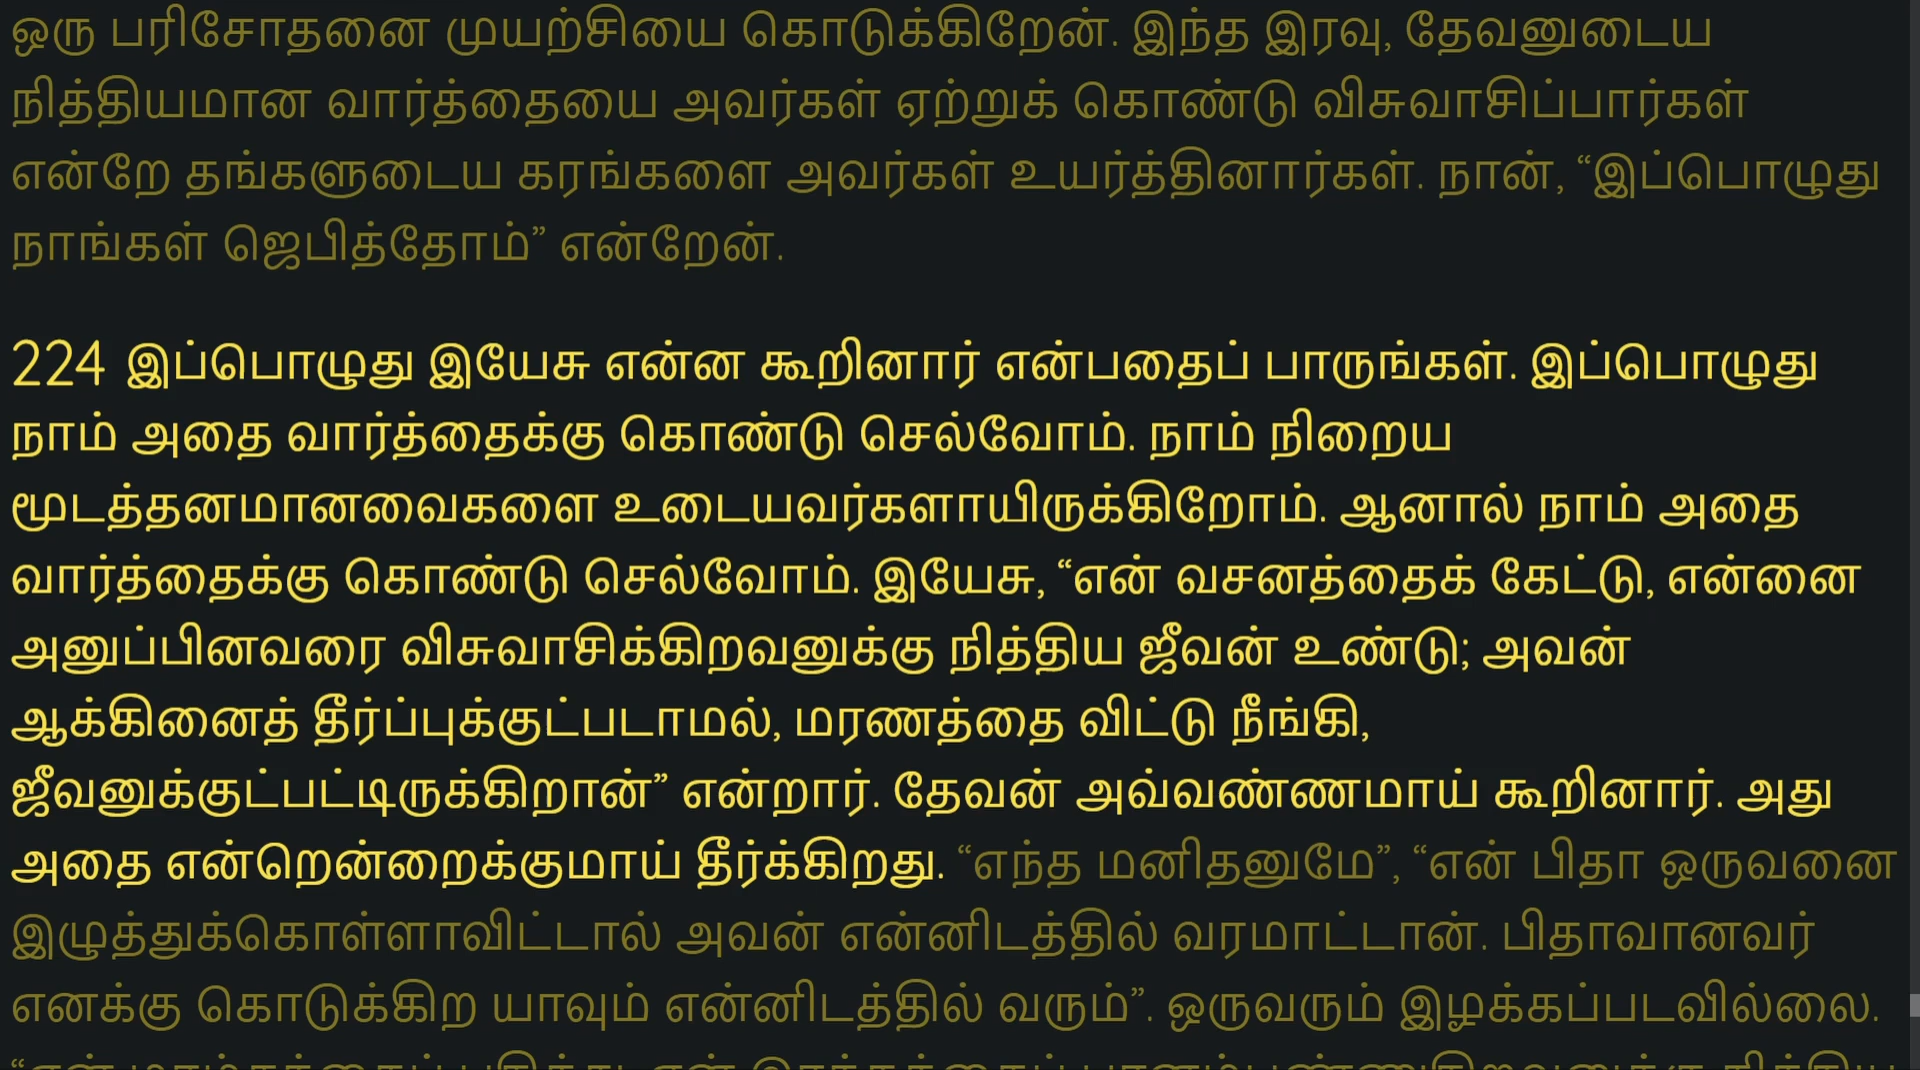 ஒரு பரிசோதனை முயற்சியை கொடுக்கிறேன். இந்த இரவு, தேவனுடைய
நித்தியமான வார்த்தையை அவர்கள் ஏற்றுக் கொண்டு விசுவாசிப்பார்கள்
என்றே தங்களுடைய கரங்களை அவர்கள் உயர்த்தினார்கள். நான், “இப்பொழுது
நாங்கள் ஜெபித்தோம்” என்றேன்.
224 இப்பொழுது இயேசு என்ன கூறினார் என்பதைப் பாருங்கள். இப்பொழுது
நாம் அதை வார்த்தைக்கு கொண்டு செல்வோம். நாம் நிறைய
மூடத்தனமானவைகளை உடையவர்களாயிருக்கிறோம். ஆனால் நாம் அதை
வார்த்தைக்கு கொண்டு செல்வோம். இயேசு, “என் வசனத்தைக் கேட்டு, என்னை
அனுப்பினவரை விசுவாசிக்கிறவனுக்கு நித்திய ஜீவன் உண்டு; அவன்
ஆக்கினைத் தீர்ப்புக்குட்படாமல், மரணத்தை விட்டு நீங்கி,
ஜீவனுக்குட்பட்டிருக்கிறான்” என்றார். தேவன் அவ்வண்ணமாய் கூறினார். அது
அதை என்றென்றைக்குமாய் தீர்க்கிறது. “எந்த மனிதனுமே”, “என் பிதா ஒருவனை
இழுத்துக்கொள்ளாவிட்டால் அவன் என்னிடத்தில் வரமாட்டான். பிதாவானவர்
எனக்கு கொடுக்கிற யாவும் என்னிடத்தில் வரும்”. ஒருவரும் இழக்கப்படவில்லை.